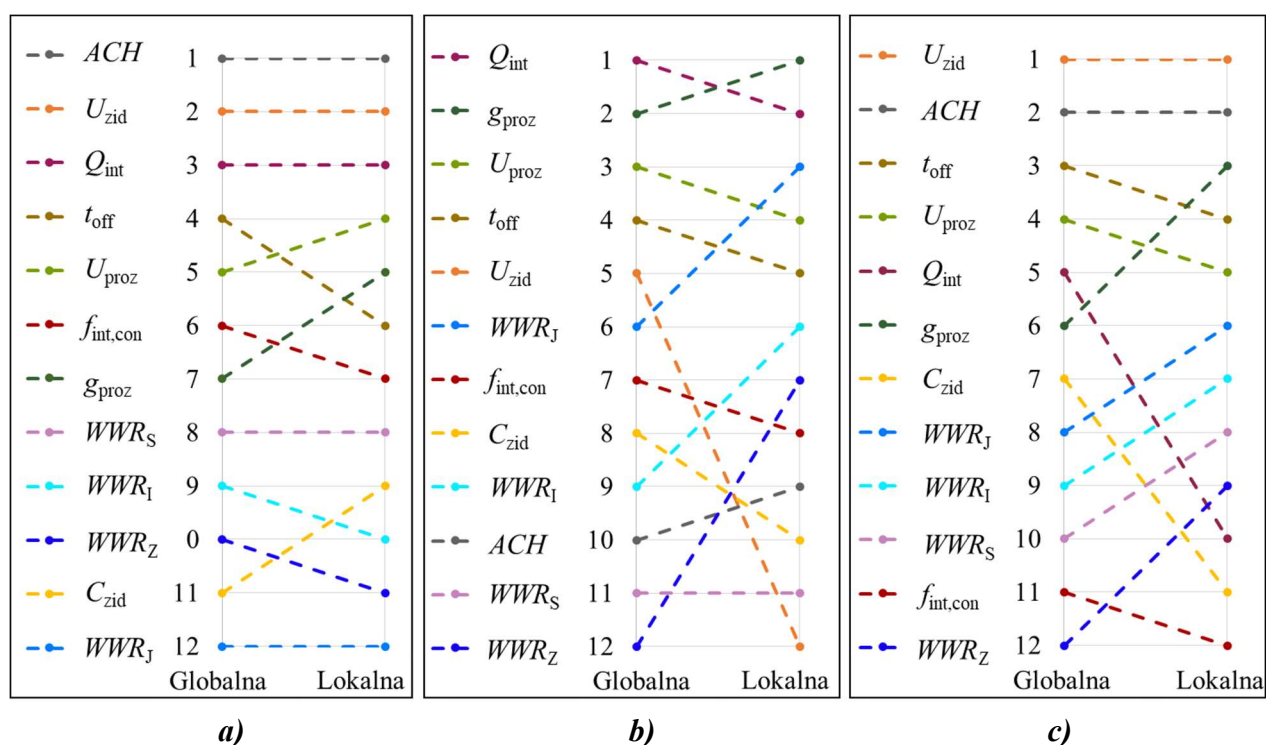 ACH 1
U_zid 2
Q_int 3
t_off 4
U_proz 5
f_int,con 6
g_proz 7
WWR_S 8
WWR_I 9
WWR_Z 0
C_zid 11
WWR_J 12
Globalna Lokalna
a)
Q_int 1
g_proz 2
U_proz 3
t_off 4
U_zid 5
WWR_J 6
f_int,con 7
C_zid 8
WWR_I 9
ACH 10
WWR_S 11
WWR_Z 12
Globalna Lokalna
b)
U_zid 1
ACH 2
t_off 3
U_proz 4
Q_int 5
g_proz 6
C_zid 7
WWR_J 8
WWR_I 9
WWR_S 10
f_int,con 11
WWR_Z 12
Globalna Lokalna
c)